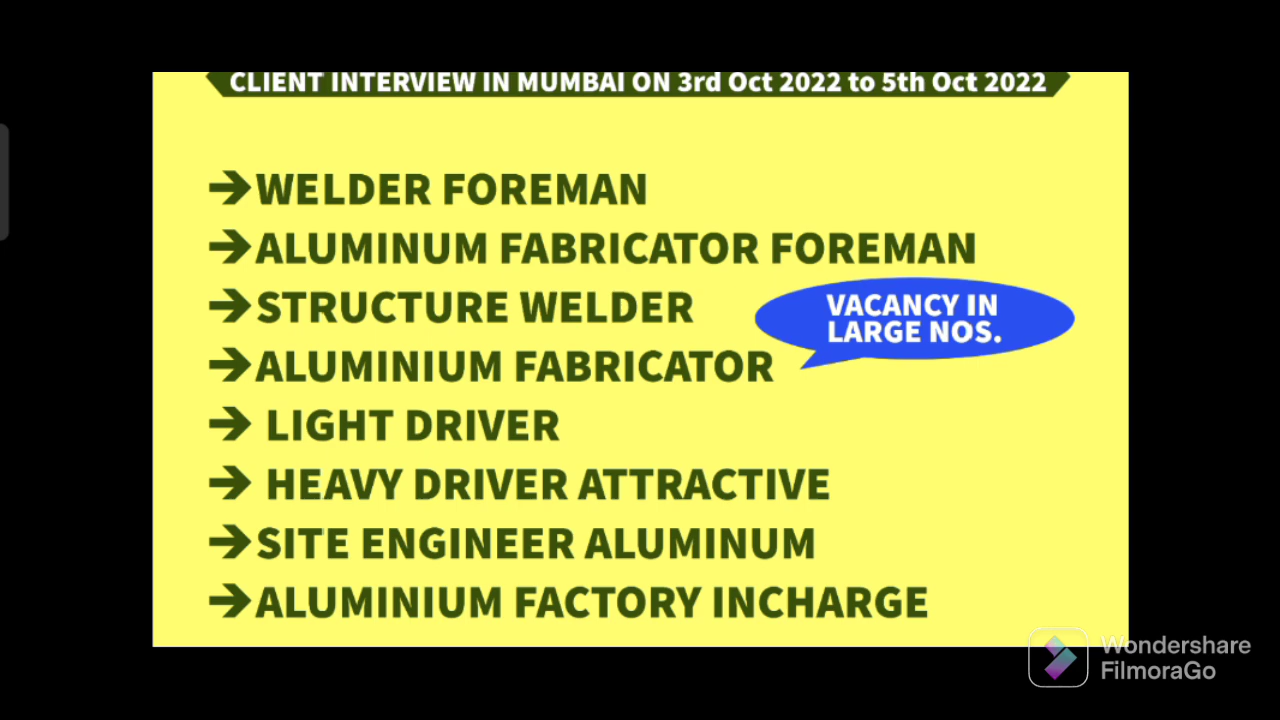 CLIENT INTERVIEW IN MUMBAI ON 3rd Oct 2022 to 5th Oct 2022
➔WELDER FOREMAN
➔ALUMINUM FABRICATOR FOREMAN
➔STRUCTURE WELDER
VACANCY IN
LARGE NOS.
➔ALUMINIUM FABRICATOR
➔ LIGHT DRIVER
➔ HEAVY DRIVER ATTRACTIVE
➔SITE ENGINEER ALUMINUM
➔ALUMINIUM FACTORY INCHARGE
Wondershare
FilmoraGo